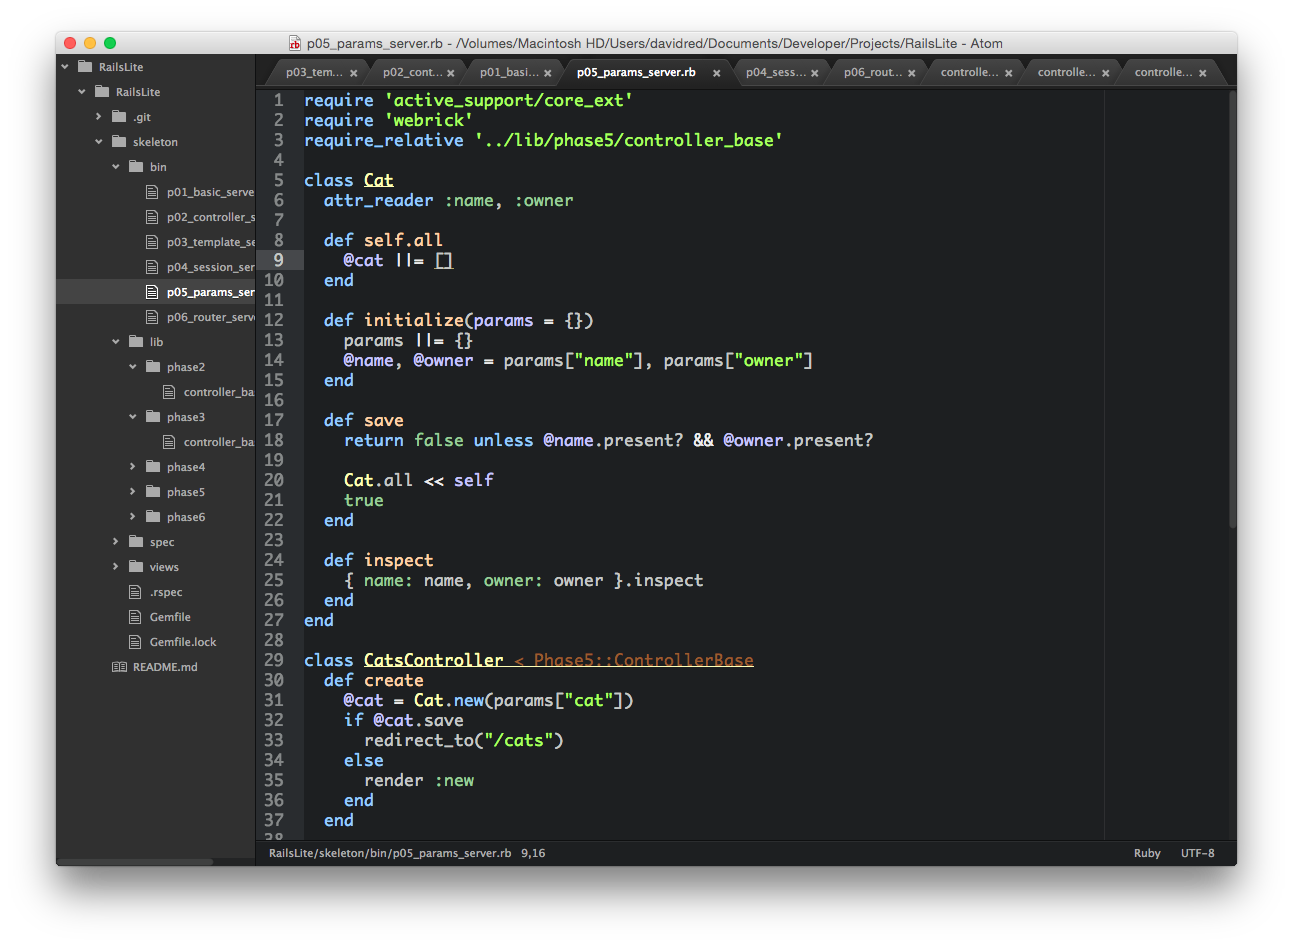 p05_params_server.rb - /Volumes/Macintosh HD/Users/davidred/Documents/Developer/Projects/RailsLite - Atom
RailsLite
RailsLite
.git
skeleton
bin
p01_basic_serve
p02_controller_s
p03_template_se
p04_session_ser
p05_params_ser
p06_router_serv
lib
phase2
controller_ba
phase3
controller_ba
phase4
phase5
phase6
spec
views
.rspec
Gemfile
Gemfile.lock
README.md
p03_tem... × p02_cont... × p01_basi... × p05_params_server.rb × p04_sess... × p06_rout... × controlle... × controlle... × controlle... ×
1 require 'active_support/core_ext'
2 require 'webrick'
3 require_relative '../lib/phase5/controller_base'
4
5 class Cat
6   attr_reader :name, :owner
7
8   def self.all
9     @cat ||= []
10   end
11
12   def initialize(params = {})
13     params ||= {}
14     @name, @owner = params["name"], params["owner"]
15   end
16
17   def save
18     return false unless @name.present? && @owner.present?
19
20     Cat.all << self
21     true
22   end
23
24   def inspect
25     { name: name, owner: owner }.inspect
26   end
27 end
28
29 class CatsController < Phase5::ControllerBase
30   def create
31     @cat = Cat.new(params["cat"])
32     if @cat.save
33       redirect_to("/cats")
34     else
35       render :new
36     end
37   end
38
RailsLite/skeleton/bin/p05_params_server.rb 9,16
Ruby UTF-8